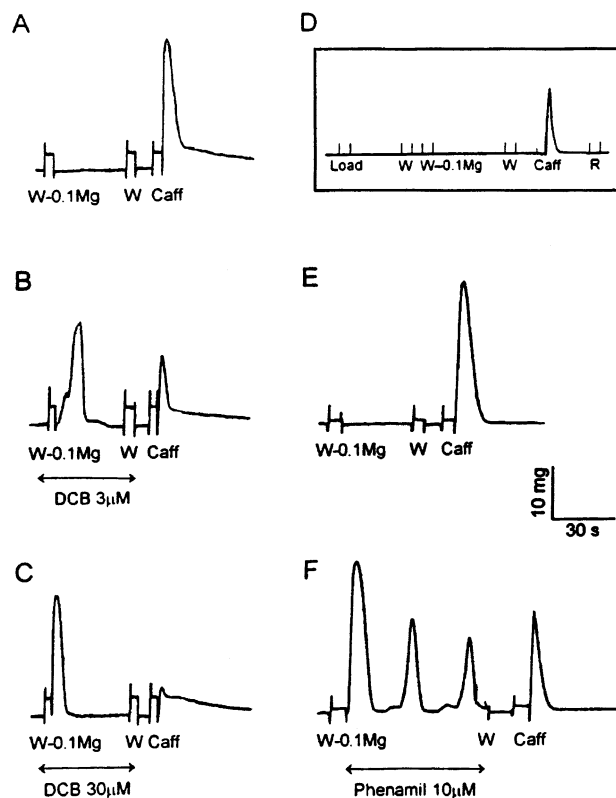 A
W-0.1Mg W Caff
D
Load W W W-0.1Mg W Caff R
B
W-0.1Mg W Caff
DCB 3μM
E
W-0.1Mg W Caff
10 mg
30 s
C
W-0.1Mg W Caff
DCB 30μM
F
W-0.1Mg W Caff
Phenamil 10μM